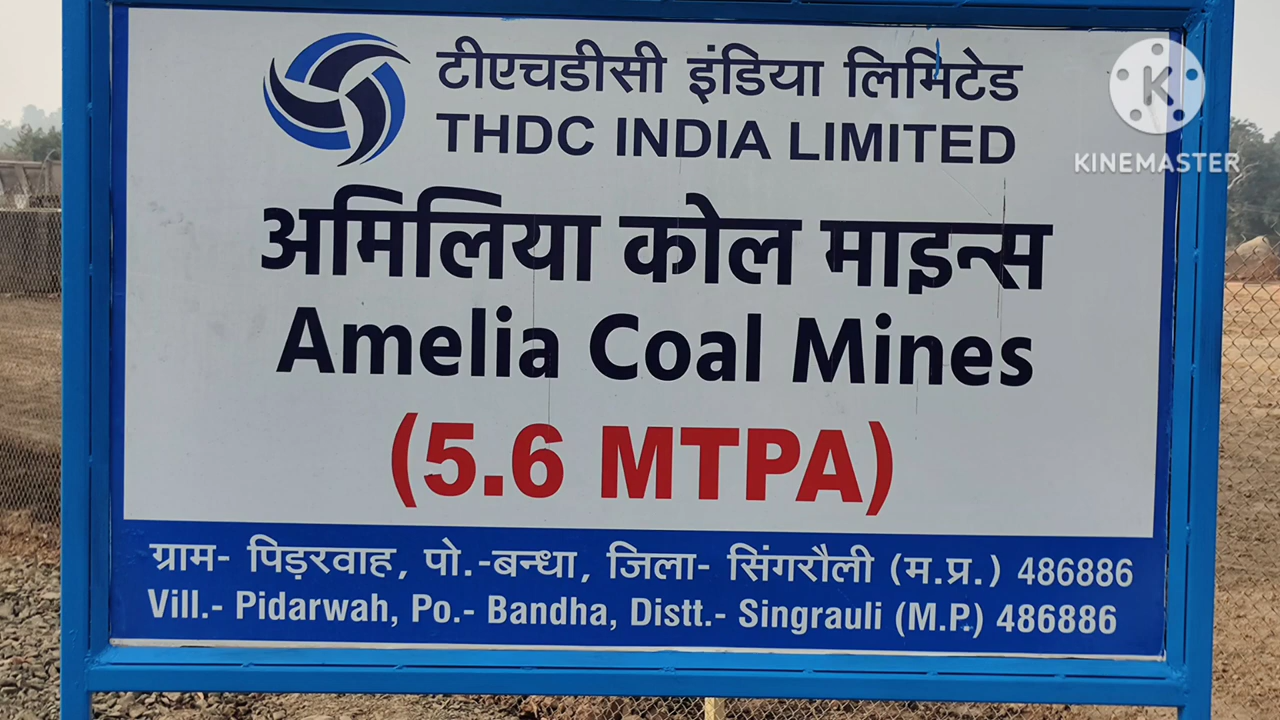 टीएचडीसी इंडिया लिमिटेड
THDC INDIA LIMITED
K
KINEMASTER
अमिलिया कोल माइन्स
Amelia Coal Mines
(5.6 MTPA)
ग्राम- पिड़रवाह, पो.-बन्धा, जिला- सिंगरौली (म.प्र.) 486886
Vill.- Pidarwah, Po.- Bandha, Distt.- Singrauli (M.P.) 486886